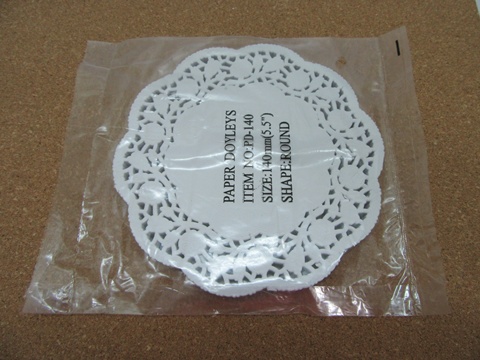 PAPER DOYLEYS
ITEM NO:PD-140
SIZE:140mm(5.5")
SHAPE:ROUND